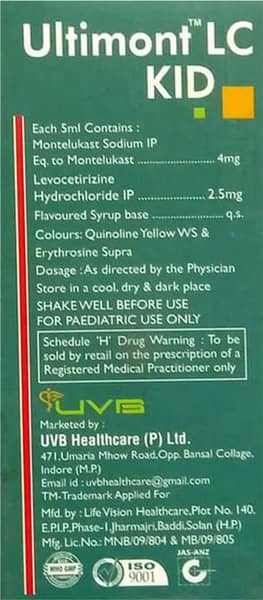 Ultimont™ LC
KID
Each 5ml Contains :
Montelukast Sodium IP
Eq. to Montelukast .................. 4mg
Levocetirizine
Hydrochloride IP ................ 2.5mg
Flavoured Syrup base ............... q.s.
Colours: Quinoline Yellow WS &
Erythrosine Supra
Dosage :As directed by the Physician
Store in a cool, dry & dark place
SHAKE WELL BEFORE USE
FOR PAEDIATRIC USE ONLY
Schedule 'H' Drug Warning : To be
sold by retail on the prescription of a
Registered Medical Practitioner only
UVB
Marketed by :
UVB Healthcare (P) Ltd.
471,Umaria Mhow Road,Opp. Bansal Collage,
Indore (M.P.)
Email id : uvbhealthcare@gmail.com
TM-Trademark Applied For
Mfd. by : Life Vision Healthcare,Plot No. 140,
E.P.I.P,Phase-1,Jharmajri,Baddi,Solan (H.P.)
Mfg. Lic.No.: MNB/09/804 & MB/09/805
WHO GMP
ISO
9001
JAS-ANZ